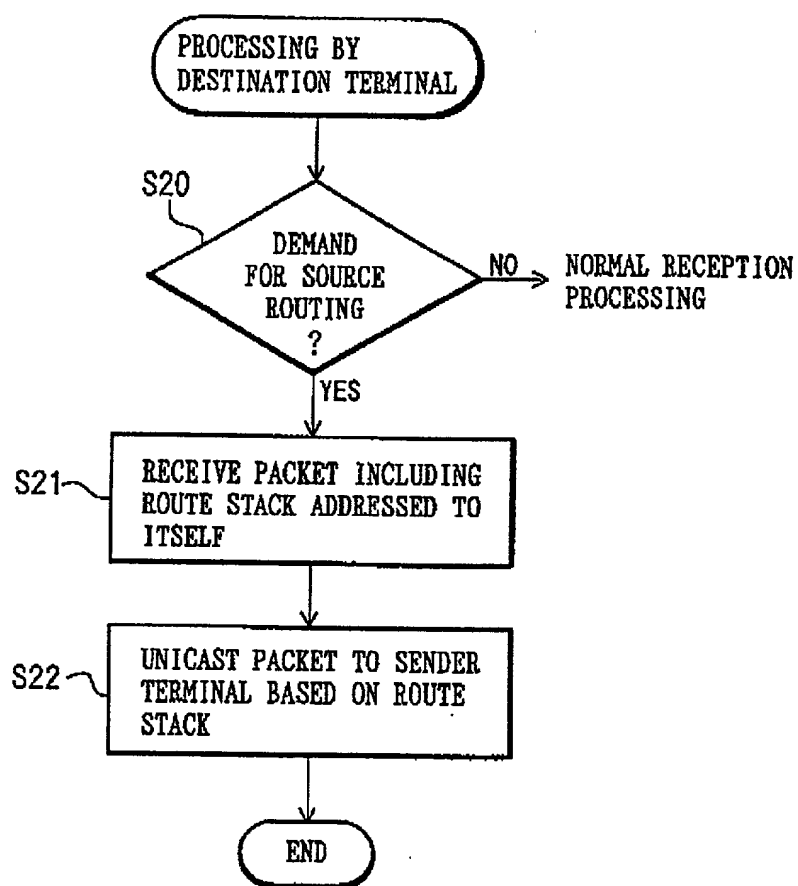 PROCESSING BY
DESTINATION TERMINAL
S20
DEMAND
FOR SOURCE
ROUTING
?
NO
NORMAL RECEPTION
PROCESSING
YES
S21
RECEIVE PACKET INCLUDING
ROUTE STACK ADDRESSED TO
ITSELF
S22
UNICAST PACKET TO SENDER
TERMINAL BASED ON ROUTE
STACK
END